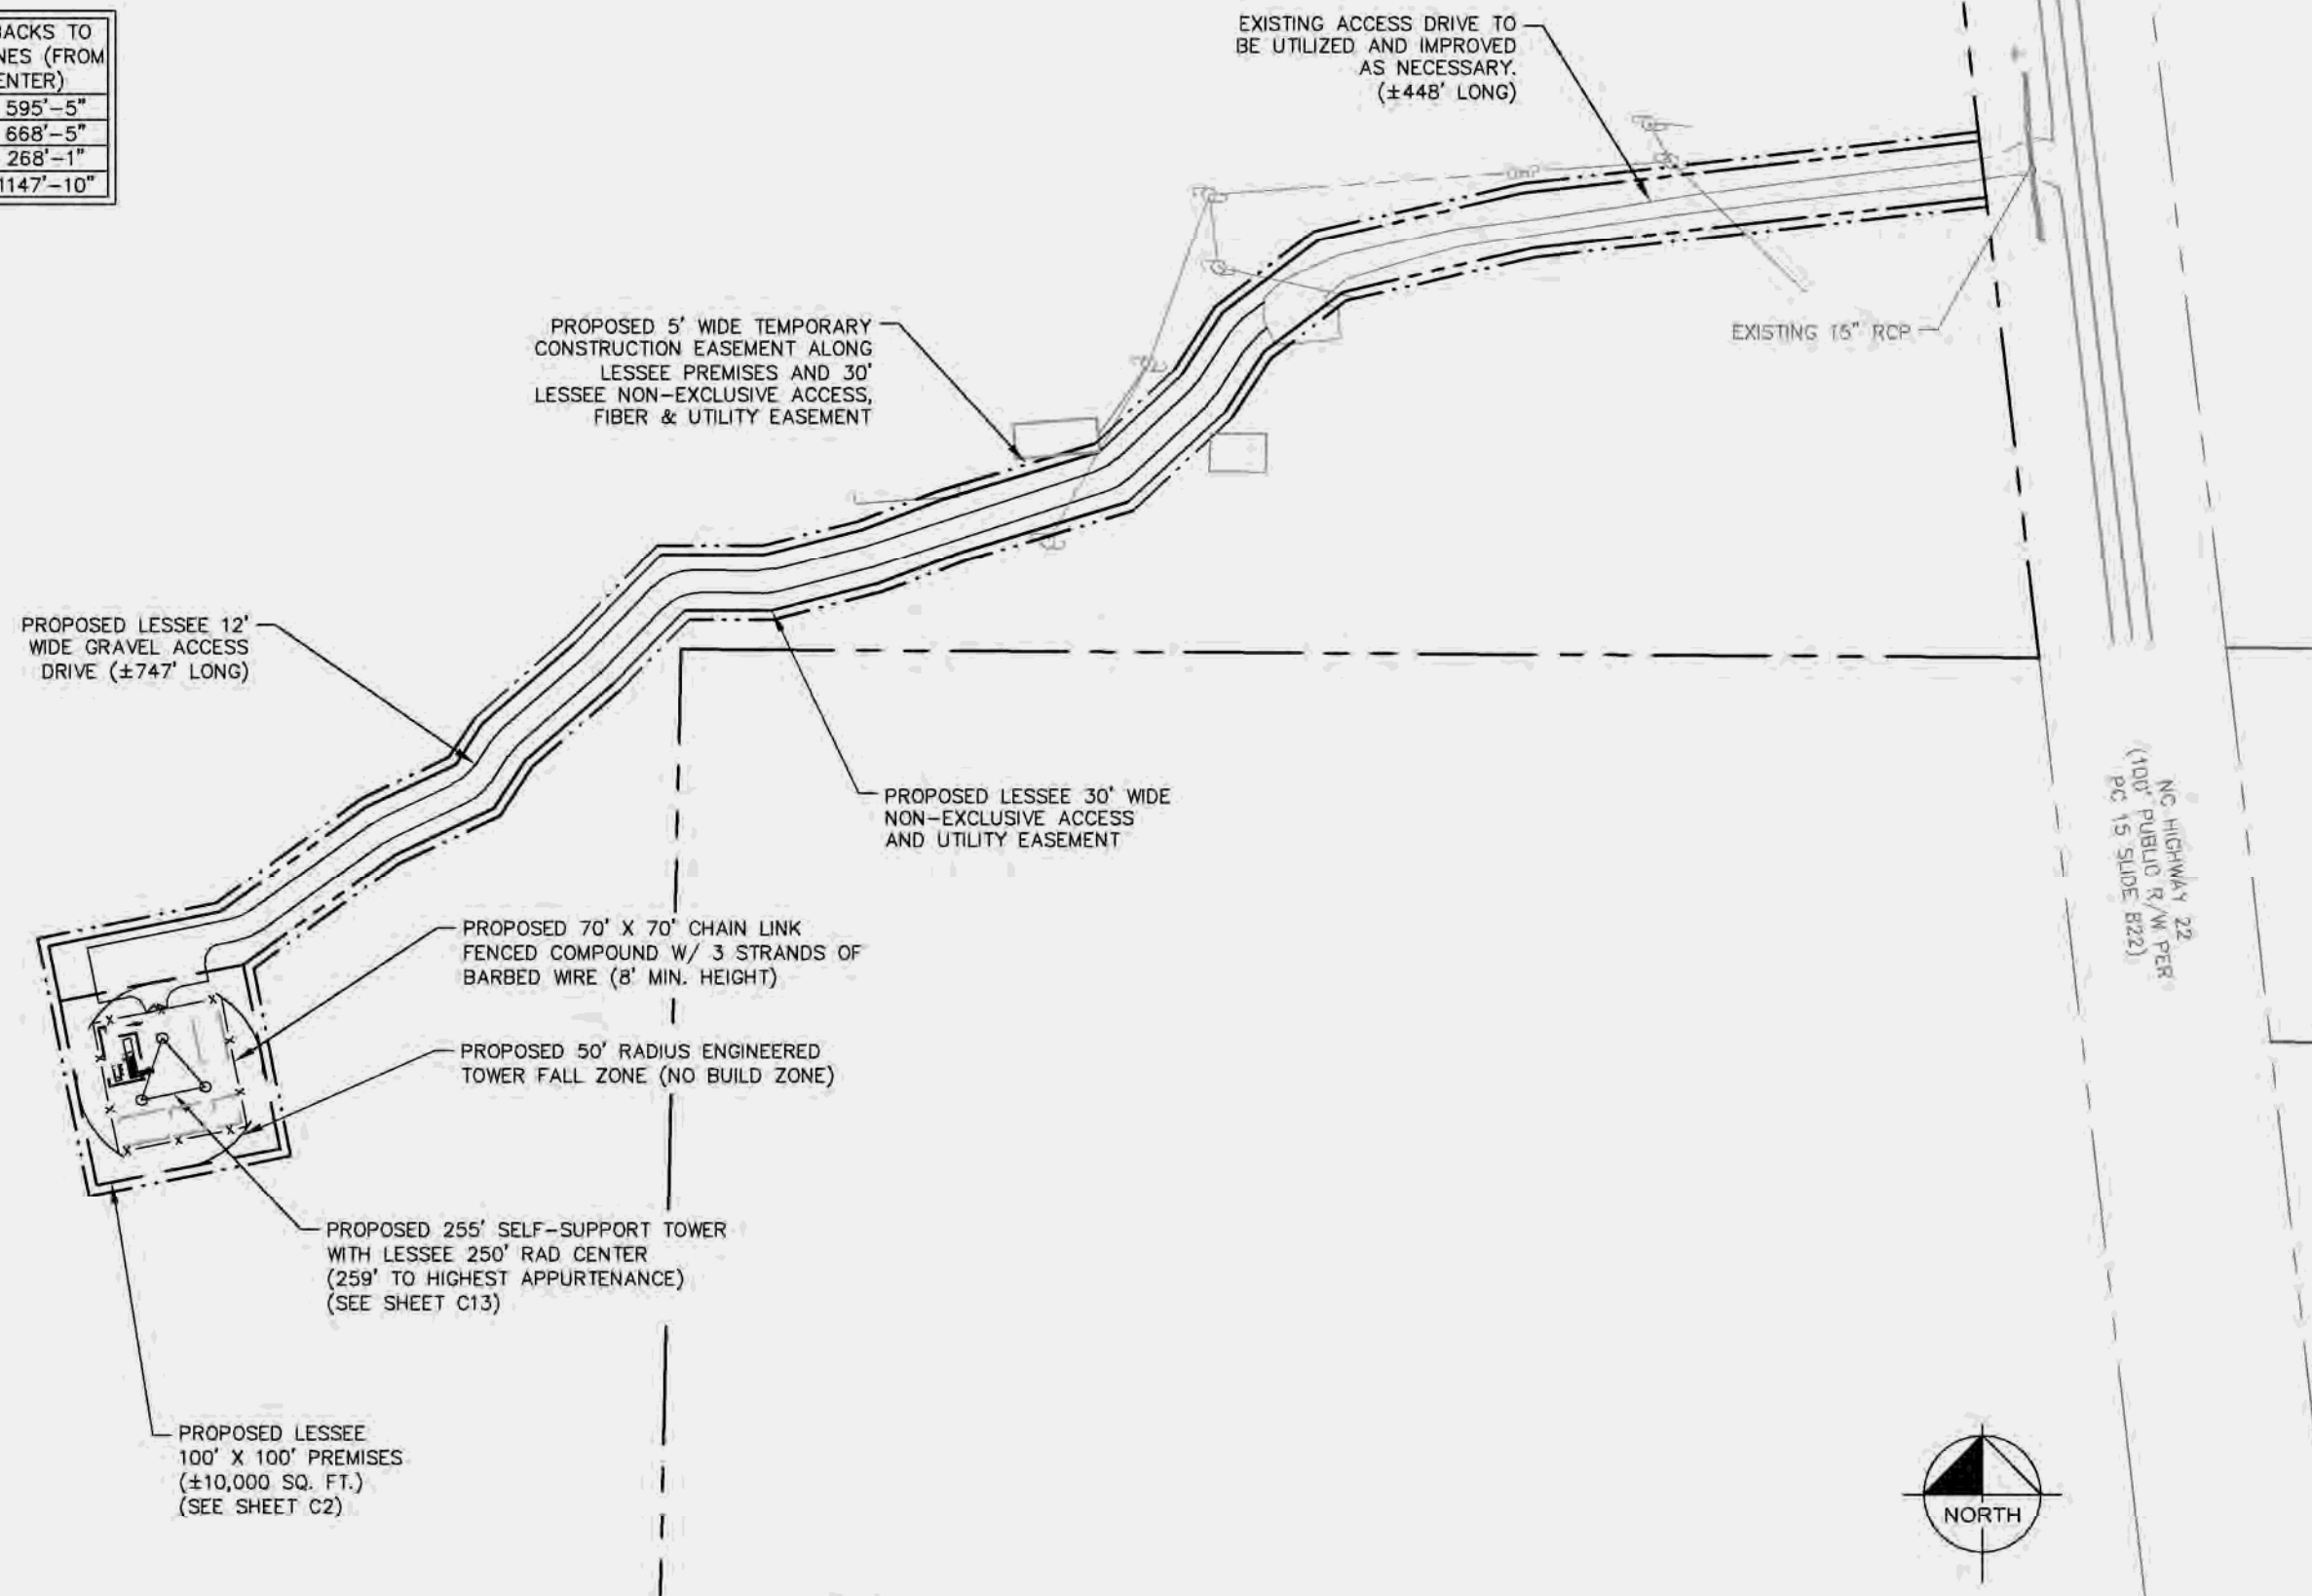 BACKS TO
NES (FROM
ENTER)
595'-5"
668'-5"
268'-1"
1147'-10"
EXISTING ACCESS DRIVE TO
BE UTILIZED AND IMPROVED
AS NECESSARY.
(±448' LONG)
OHP
EXISTING 15" RCP
PROPOSED 5' WIDE TEMPORARY
CONSTRUCTION EASEMENT ALONG
LESSEE PREMISES AND 30'
LESSEE NON-EXCLUSIVE ACCESS,
FIBER & UTILITY EASEMENT
PROPOSED LESSEE 12'
WIDE GRAVEL ACCESS
DRIVE (±747' LONG)
PROPOSED LESSEE 30' WIDE
NON-EXCLUSIVE ACCESS
AND UTILITY EASEMENT
NC HIGHWAY 22
(100' PUBLIC R/W PER
PC 15 SLIDE 822)
PROPOSED 70' X 70' CHAIN LINK
FENCED COMPOUND W/ 3 STRANDS OF
BARBED WIRE (8' MIN. HEIGHT)
PROPOSED 50' RADIUS ENGINEERED
TOWER FALL ZONE (NO BUILD ZONE)
PROPOSED 255' SELF-SUPPORT TOWER
WITH LESSEE 250' RAD CENTER
(259' TO HIGHEST APPURTENANCE)
(SEE SHEET C13)
PROPOSED LESSEE
100' X 100' PREMISES
(±10,000 SQ. FT.)
(SEE SHEET C2)
NORTH